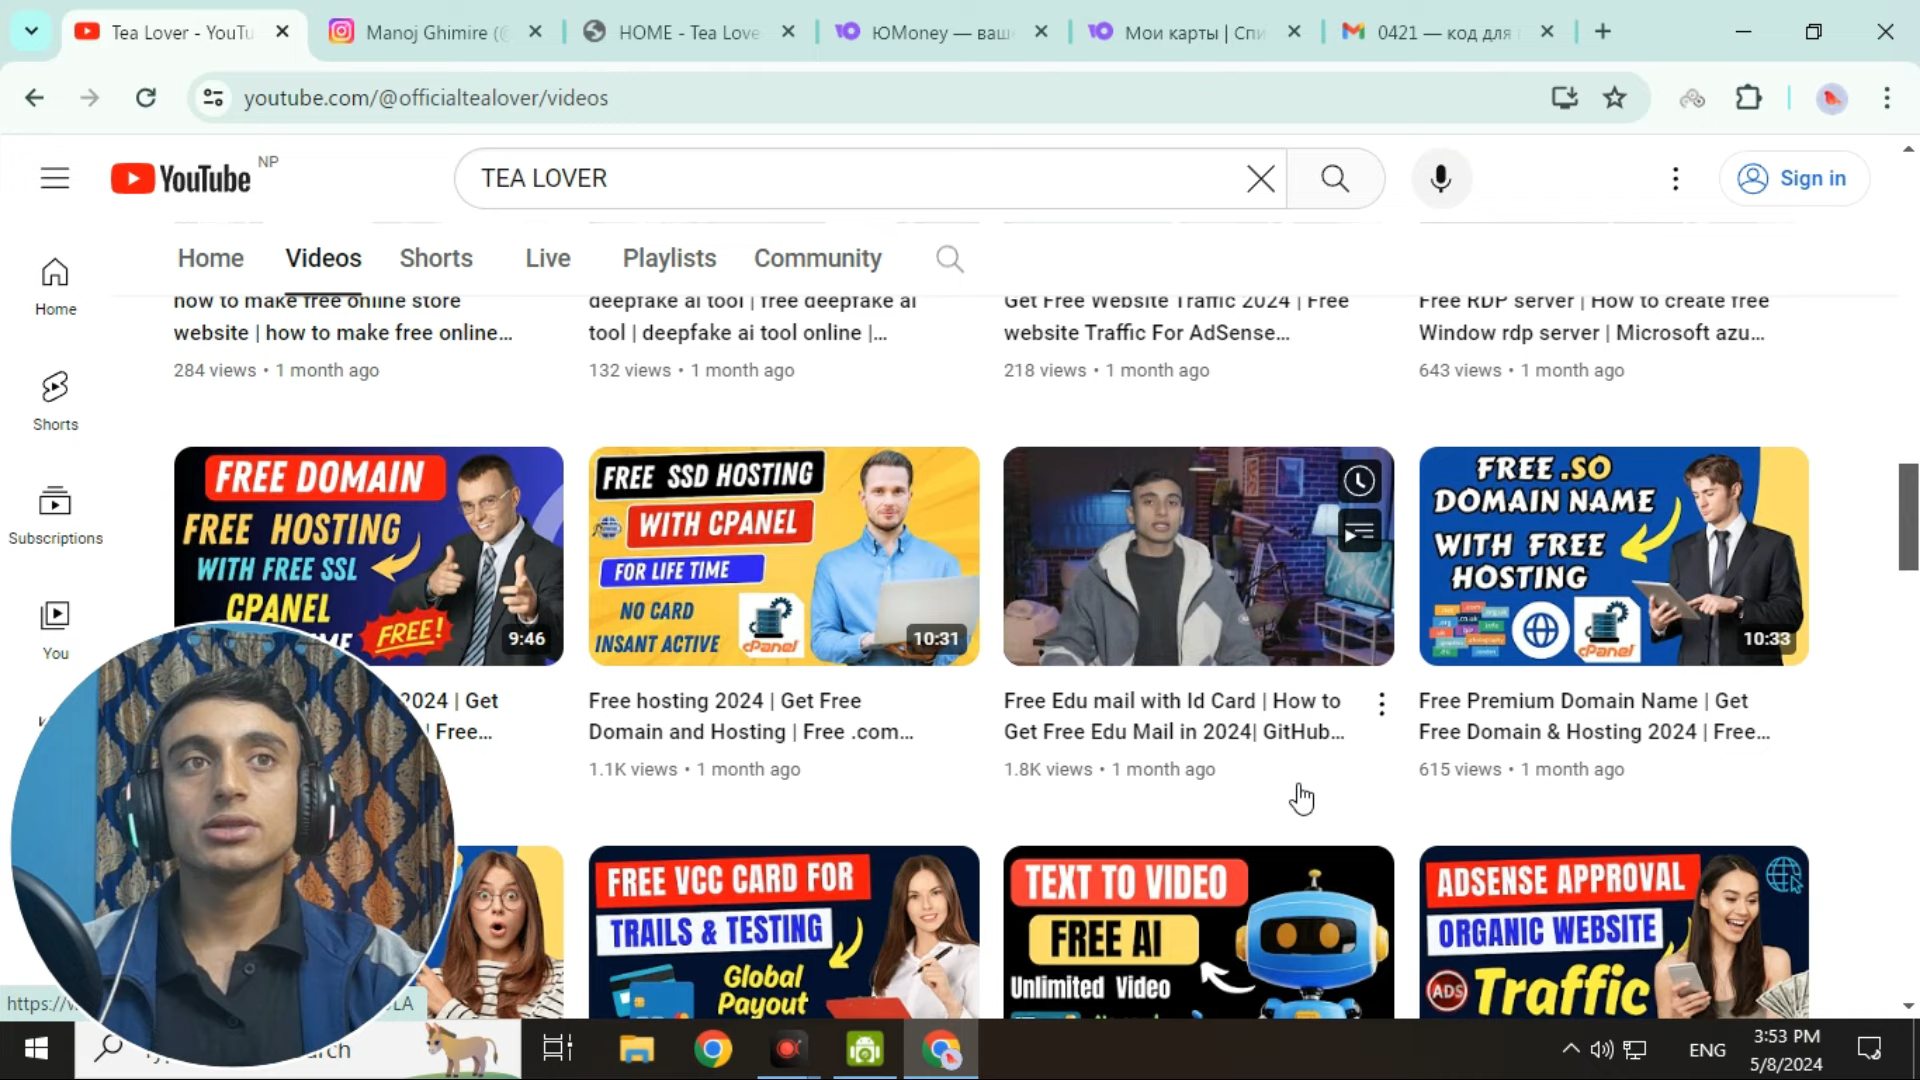 Tea Lover - YouTu
Manoj Ghimire (@
HOME - Tea Love
ЮMoney — ваш
Мои карты | Спи
0421 — код для
youtube.com/@officialtealover/videos
YouTube
NP
TEA LOVER
Sign in
Home
Videos
Shorts
Live
Playlists
Community
Home
Shorts
Subscriptions
You
how to make free online store
website | how to make free online...
284 views • 1 month ago
deepfake ai tool | free deepfake ai
tool | deepfake ai tool online |...
132 views • 1 month ago
Get Free Website Traffic 2024 | Free
website Traffic For AdSense...
218 views • 1 month ago
Free RDP server | How to create free
Window rdp server | Microsoft azu...
643 views • 1 month ago
FREE DOMAIN
FREE HOSTING
WITH FREE SSL
CPANEL
FREE!
9:46
FREE SSD HOSTING
WITH CPANEL
FOR LIFE TIME
NO CARD
INSANT ACTIVE
cPanel
10:31
FREE .SO
DOMAIN NAME
WITH FREE
HOSTING
cPanel
10:33
2024 | Get
| Free...
Free hosting 2024 | Get Free
Domain and Hosting | Free .com...
1.1K views • 1 month ago
Free Edu mail with Id Card | How to
Get Free Edu Mail in 2024| GitHub...
1.8K views • 1 month ago
Free Premium Domain Name | Get
Free Domain & Hosting 2024 | Free...
615 views • 1 month ago
FREE VCC CARD FOR
TRAILS & TESTING
Global
Payout
TEXT TO VIDEO
FREE AI
Unlimited Video
ADSENSE APPROVAL
ORGANIC WEBSITE
ADS
Traffic
ENG
3:53 PM
5/8/2024